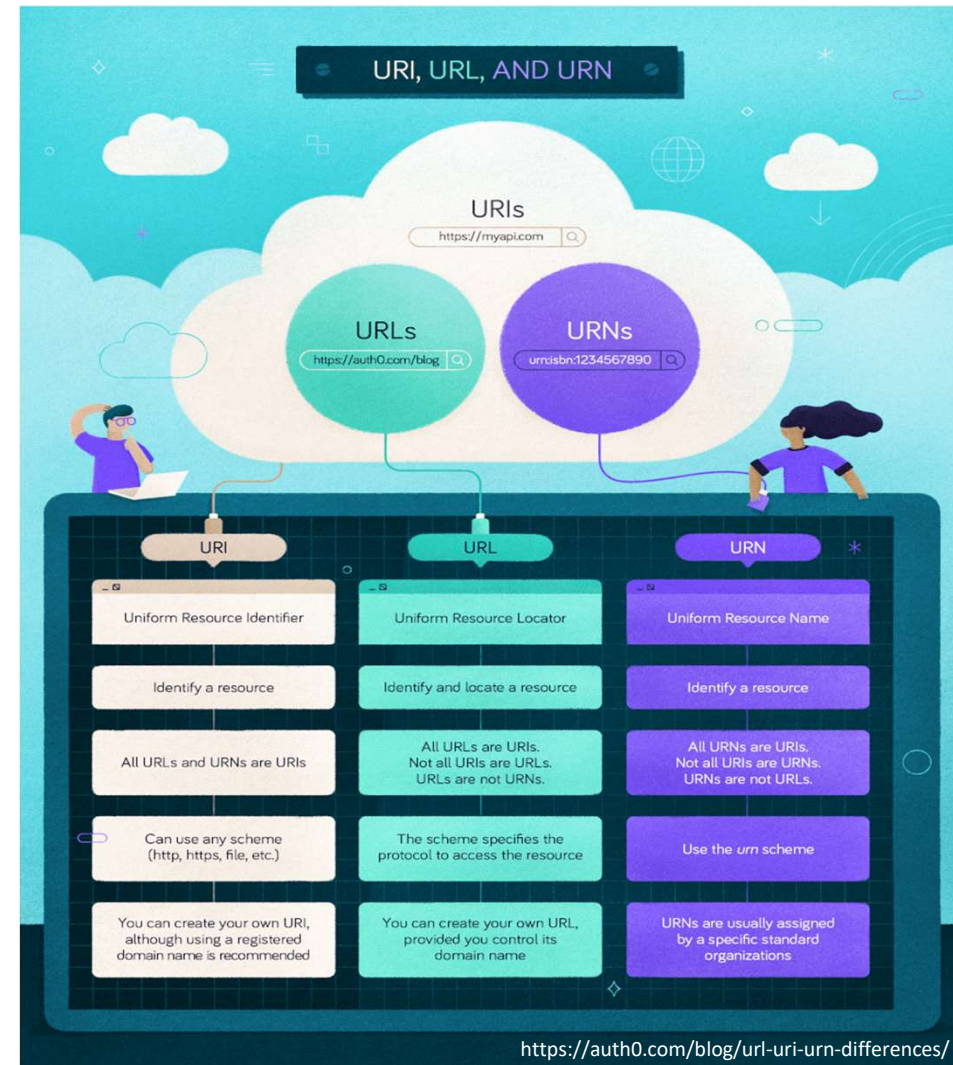 URI, URL, AND URN
URIs
https://myapi.com
URLs
https://auth0.com/blog
URNs
urn:isbn:1234567890
URI
Uniform Resource Identifier
Identify a resource
All URLs and URNs are URIs
Can use any scheme
(http, https, file, etc.)
You can create your own URI,
although using a registered
domain name is recommended
URL
Uniform Resource Locator
Identify and locate a resource
All URLs are URIs.
Not all URIs are URLs.
URLs are not URNs.
The scheme specifies the
protocol to access the resource
You can create your own URL,
provided you control its
domain name
URN
Uniform Resource Name
Identify a resource
All URNs are URIs.
Not all URIs are URNs.
URNs are not URLs.
Use the urn scheme
URNs are usually assigned
by a specific standard
organizations
https://auth0.com/blog/url-uri-urn-differences/